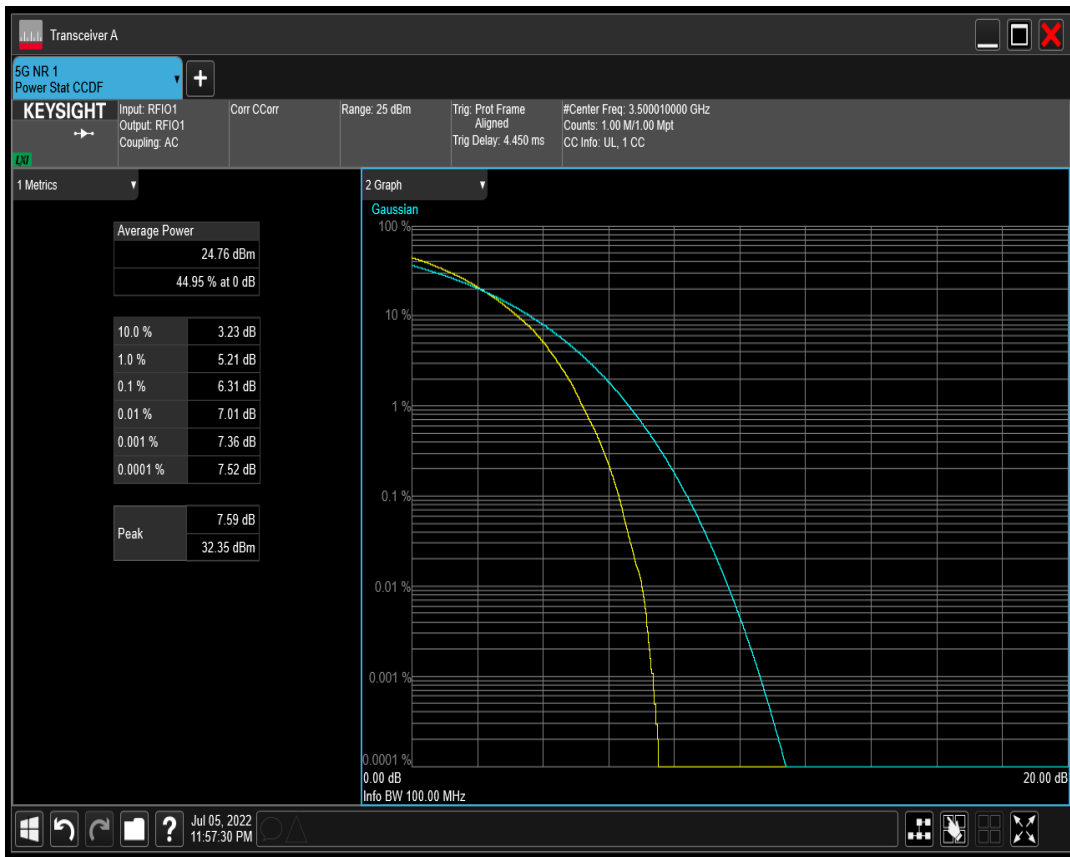 Transceiver A
5G NR 1
Power Stat CCDF
+
KEYSIGHT
LXI
Input: RFIO1
Output: RFIO1
Coupling: AC
Corr CCorr
Range: 25 dBm
Trig: Prot Frame
Aligned
Trig Delay: 4.450 ms
#Center Freq: 3.500010000 GHz
Counts: 1.00 M/1.00 Mpt
CC Info: UL, 1 CC
1 Metrics
Average Power
24.76 dBm
44.95 % at 0 dB
10.0 % 3.23 dB
1.0 % 5.21 dB
0.1 % 6.31 dB
0.01 % 7.01 dB
0.001 % 7.36 dB
0.0001 % 7.52 dB
Peak 7.59 dB
32.35 dBm
2 Graph
Gaussian
100 %
10 %
1 %
0.1 %
0.01 %
0.001 %
0.0001 %
0.00 dB 20.00 dB
Info BW 100.00 MHz
?
Jul 05, 2022
11:57:30 PM